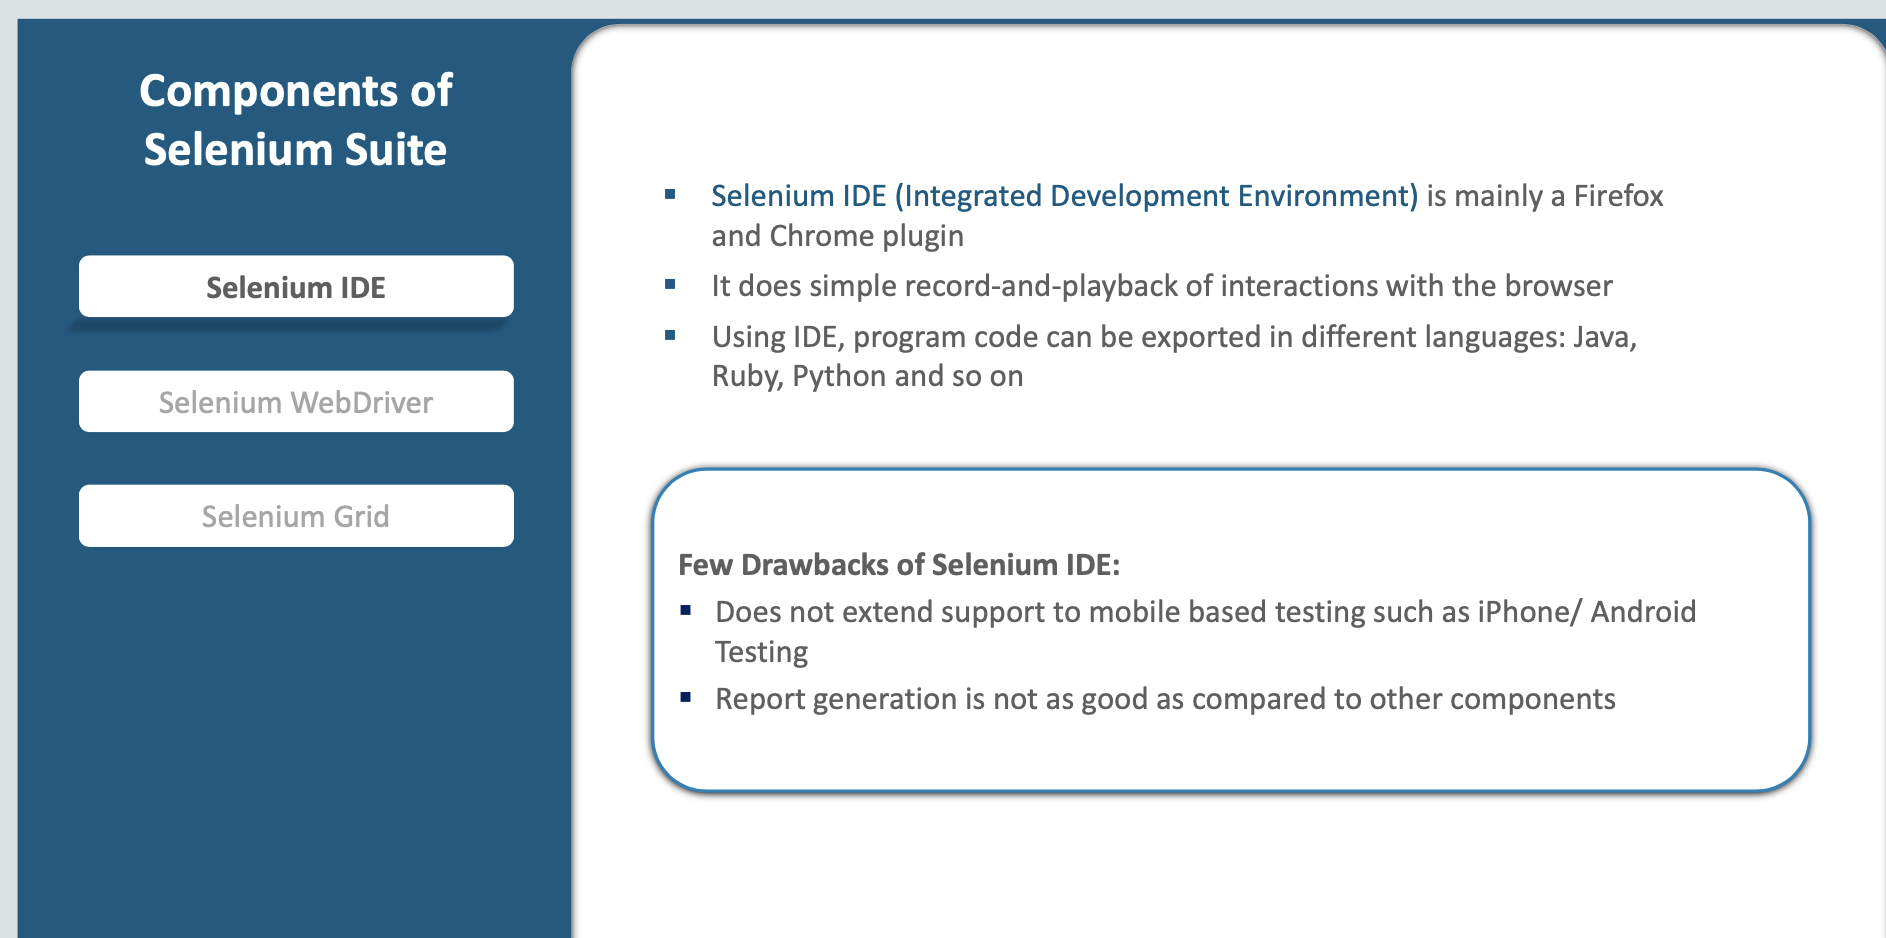 Components of
Selenium Suite
Selenium IDE
Selenium WebDriver
Selenium Grid
▪ Selenium IDE (Integrated Development Environment) is mainly a Firefox
and Chrome plugin
▪ It does simple record-and-playback of interactions with the browser
▪ Using IDE, program code can be exported in different languages: Java,
Ruby, Python and so on
Few Drawbacks of Selenium IDE:
▪ Does not extend support to mobile based testing such as iPhone/ Android
Testing
▪ Report generation is not as good as compared to other components